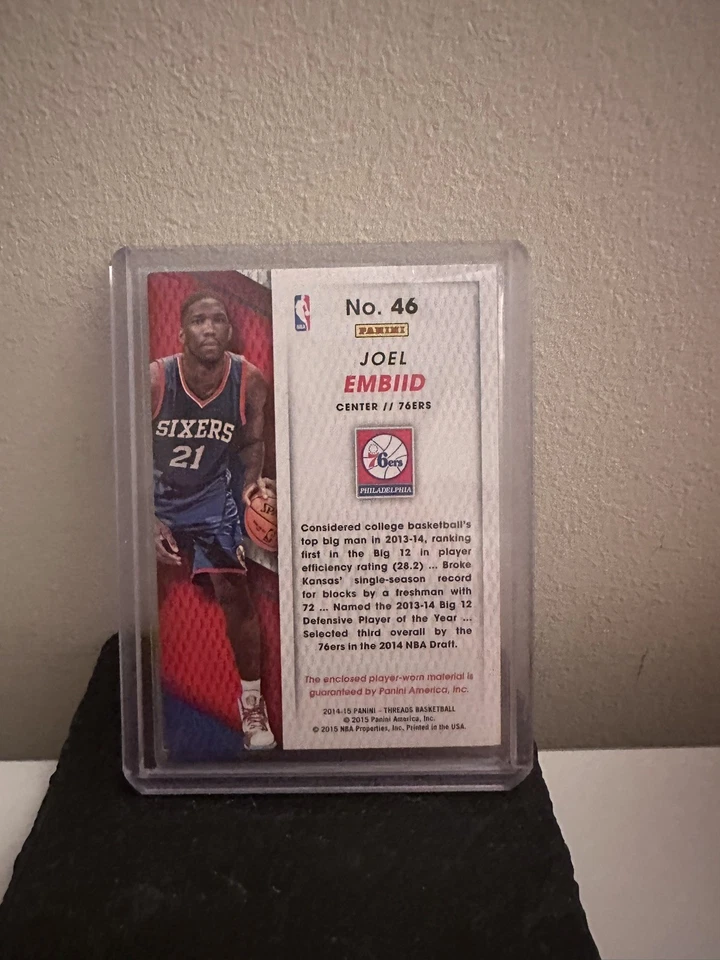 No. 46
PANINI
JOEL
EMBIID
CENTER // 76ERS
NBA
SIXERS
21
76ers
PHILADELPHIA
Considered college basketball's
top big man in 2013-14, ranking
first in the Big 12 in player
efficiency rating (28.2) ... Broke
Kansas' single-season record
for blocks by a freshman with
72 ... Named the 2013-14 Big 12
Defensive Player of the Year ...
Selected third overall by the
76ers in the 2014 NBA Draft.
The enclosed player-worn material is
guaranteed by Panini America, Inc.
2014-15 PANINI - THREADS BASKETBALL
© 2015 Panini America, Inc.
© 2015 NBA Properties, Inc. Printed in the USA.